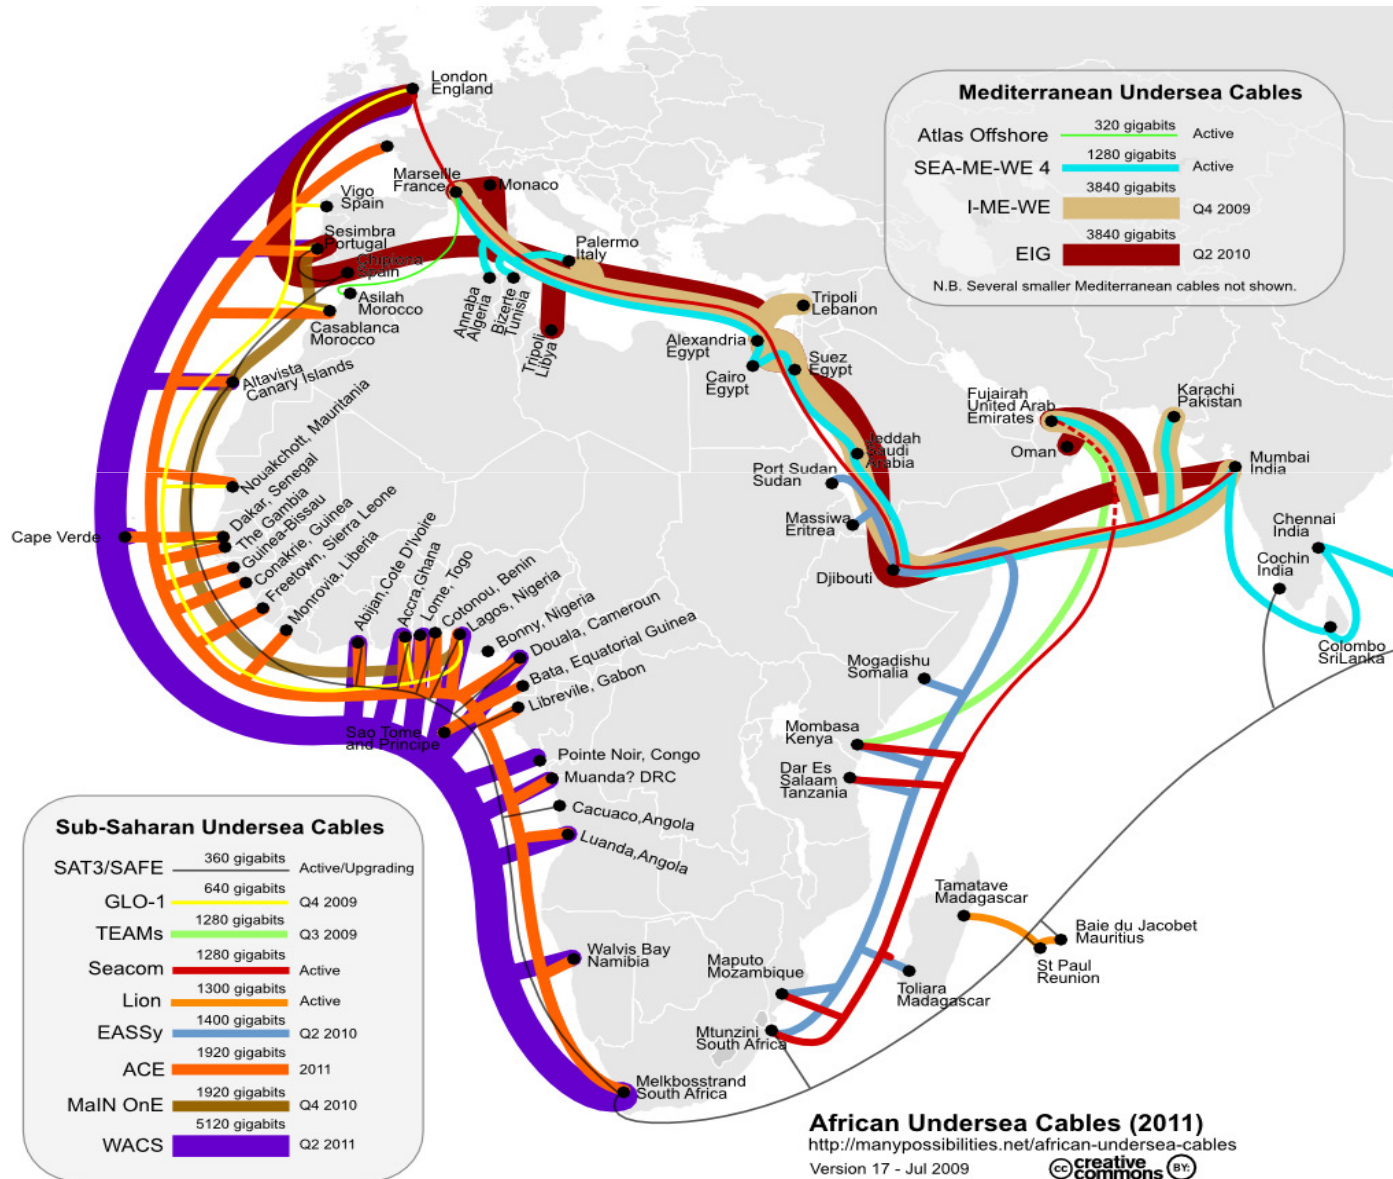 London
England
Marseille
France
Monaco
Vigo
Spain
Sesimbra
Portugal
Chipiona
Spain
Palermo
Italy
Asilah
Morocco
Casablanca
Morocco
Annaba
Algeria
Bizerte
Tunisia
Tripoli
Libya
Tripoli
Lebanon
Alexandria
Egypt
Cairo
Egypt
Suez
Egypt
Altavista
Canary Islands
Nouakchott, Mauritania
Dakar, Senegal
The Gambia
Guinea-Bissau
Conakrie, Guinea
Freetown, Sierra Leone
Monrovia, Liberia
Cape Verde
Abijan,Cote D'Ivoire
Accra,Ghana
Lome, Togo
Cotonou, Benin
Lagos, Nigeria
Bonny, Nigeria
Douala, Cameroun
Bata, Equatorial Guinea
Librevile, Gabon
Sao Tome
and Principe
Pointe Noir, Congo
Muanda? DRC
Cacuaco,Angola
Luanda,Angola
Walvis Bay
Namibia
Melkbosstrand
South Africa
Jeddah
Saudi
Arabia
Port Sudan
Sudan
Massiwa
Eritrea
Djibouti
Fujairah
United Arab
Emirates
Oman
Karachi
Pakistan
Mumbai
India
Chennai
India
Cochin
India
Colombo
SriLanka
Mogadishu
Somalia
Mombasa
Kenya
Dar Es
Salaam
Tanzania
Tamatave
Madagascar
Baie du Jacobet
Mauritius
St Paul
Reunion
Toliara
Madagascar
Maputo
Mozambique
Mtunzini
South Africa
Mediterranean Undersea Cables
Atlas Offshore 320 gigabits Active
SEA-ME-WE 4 1280 gigabits Active
I-ME-WE 3840 gigabits Q4 2009
EIG 3840 gigabits Q2 2010
N.B. Several smaller Mediterranean cables not shown.
Sub-Saharan Undersea Cables
SAT3/SAFE 360 gigabits Active/Upgrading
GLO-1 640 gigabits Q4 2009
TEAMs 1280 gigabits Q3 2009
Seacom 1280 gigabits Active
Lion 1300 gigabits Active
EASSy 1400 gigabits Q2 2010
ACE 1920 gigabits 2011
MaIN OnE 1920 gigabits Q4 2010
WACS 5120 gigabits Q2 2011
African Undersea Cables (2011)
http://manypossibilities.net/african-undersea-cables
Version 17 - Jul 2009
cc creative commons BY: